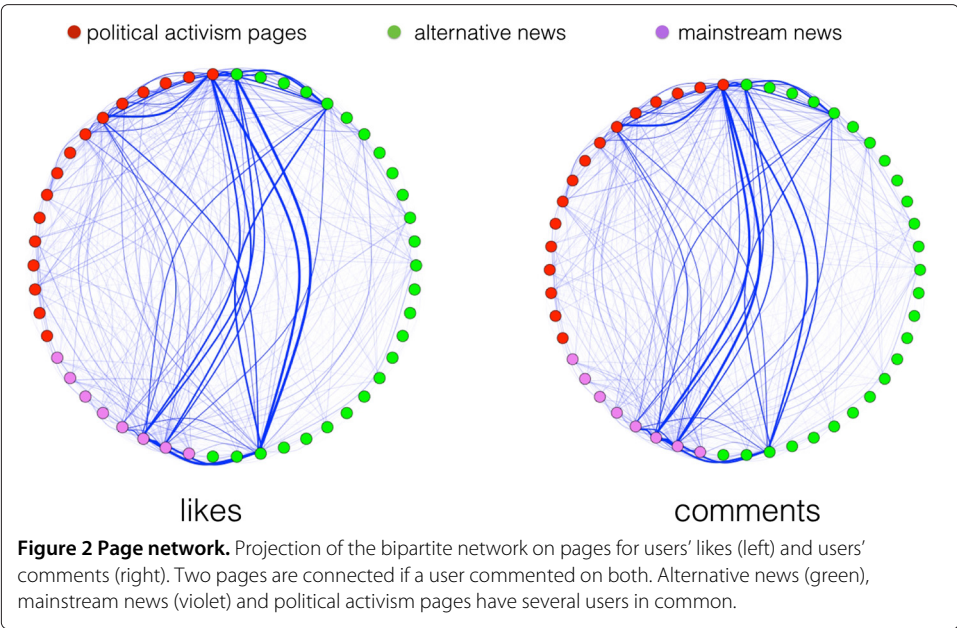 political activism pages
alternative news
mainstream news
likes
comments
Figure 2 Page network. Projection of the bipartite network on pages for users’ likes (left) and users’
comments (right). Two pages are connected if a user commented on both. Alternative news (green),
mainstream news (violet) and political activism pages have several users in common.